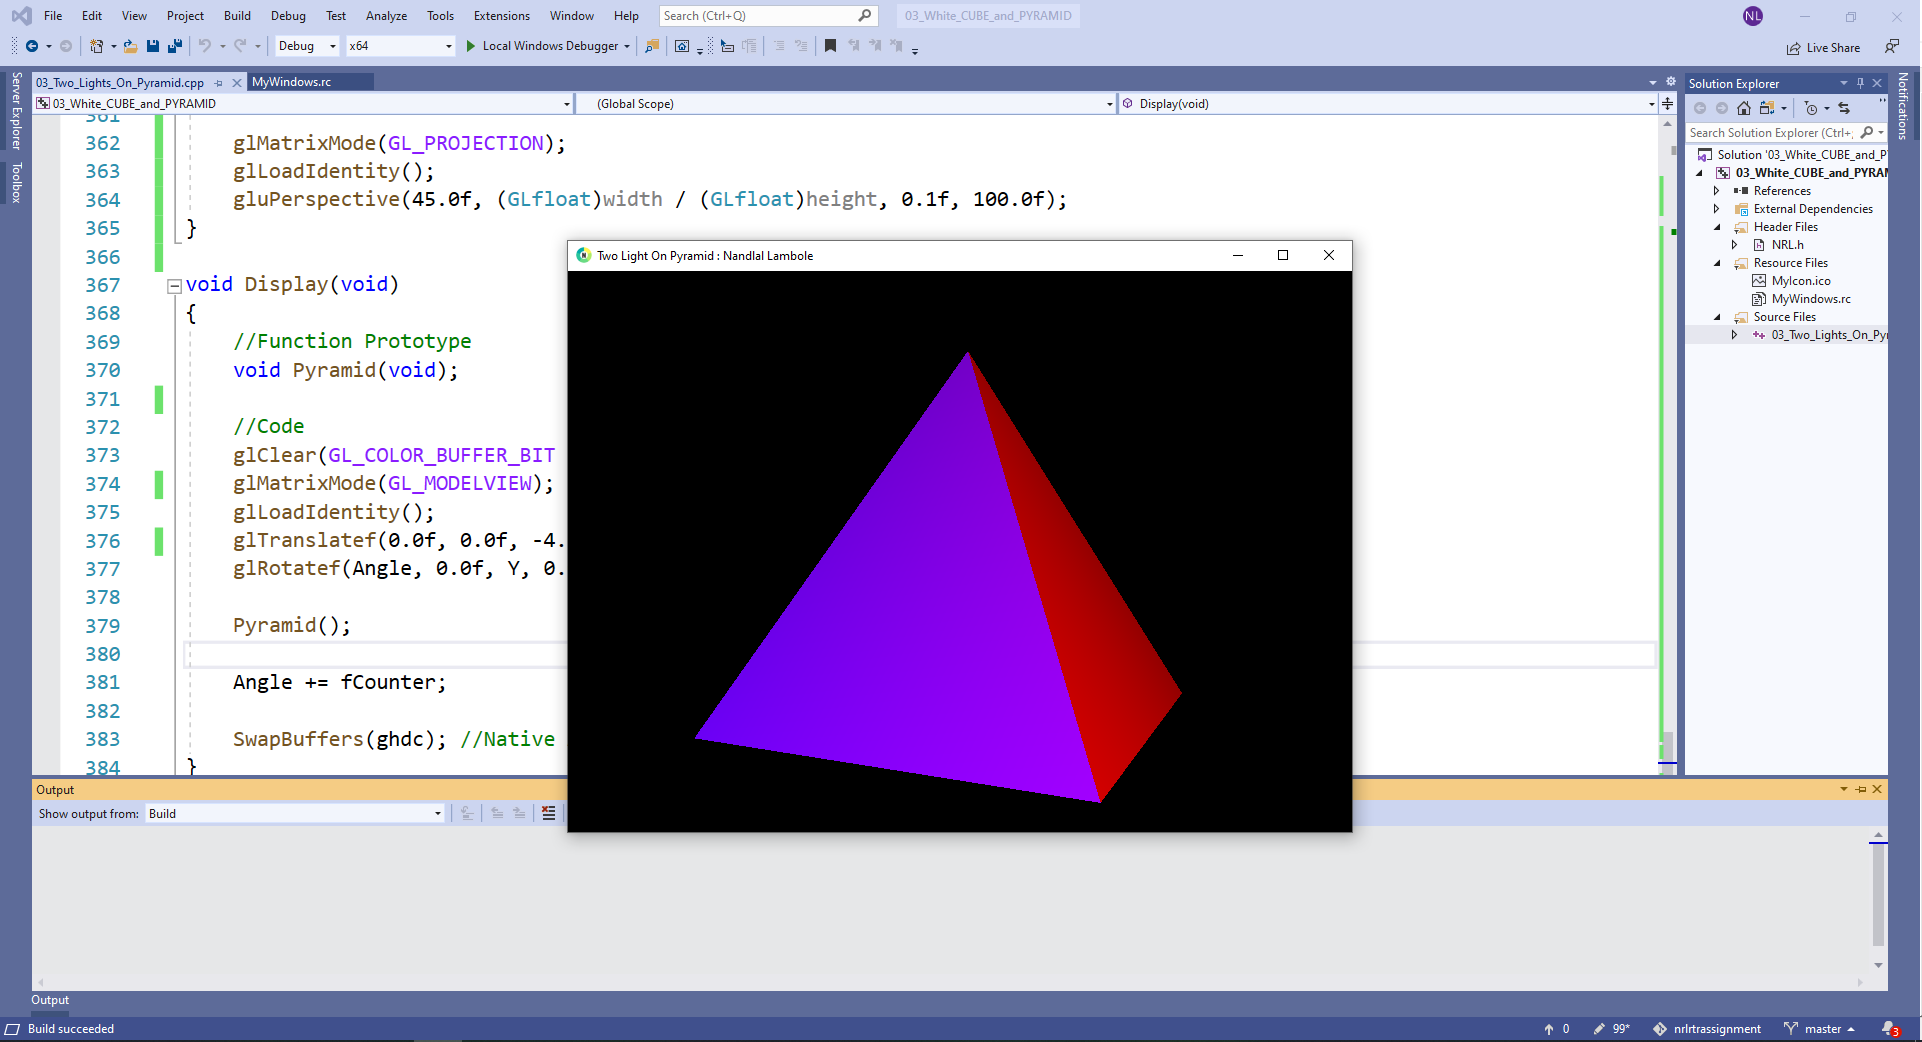 File Edit View Project Build Debug Test Analyze Tools Extensions Window Help Search (Ctrl+Q) 03_White_CUBE_and_PYRAMID NL
Debug x64 Local Windows Debugger Live Share
Server Explorer
Toolbox
03_Two_Lights_On_Pyramid.cpp MyWindows.rc
03_White_CUBE_and_PYRAMID (Global Scope) Display(void)
361
362 glMatrixMode(GL_PROJECTION);
363 glLoadIdentity();
364 gluPerspective(45.0f, (GLfloat)width / (GLfloat)height, 0.1f, 100.0f);
365 }
366
367 void Display(void)
368 {
369 //Function Prototype
370 void Pyramid(void);
371
372 //Code
373 glClear(GL_COLOR_BUFFER_BIT
374 glMatrixMode(GL_MODELVIEW);
375 glLoadIdentity();
376 glTranslatef(0.0f, 0.0f, -4.
377 glRotatef(Angle, 0.0f, Y, 0.
378
379 Pyramid();
380
381 Angle += fCounter;
382
383 SwapBuffers(ghdc); //Native
384 }
Two Light On Pyramid : Nandlal Lambole
Solution Explorer
Search Solution Explorer (Ctrl+;
Solution '03_White_CUBE_and_P
03_White_CUBE_and_PYRAM
References
External Dependencies
Header Files
NRL.h
Resource Files
MyIcon.ico
MyWindows.rc
Source Files
03_Two_Lights_On_Pyr
Notifications
Output
Show output from: Build
Output
Build succeeded 0 99* nrlrtrassignment master 3